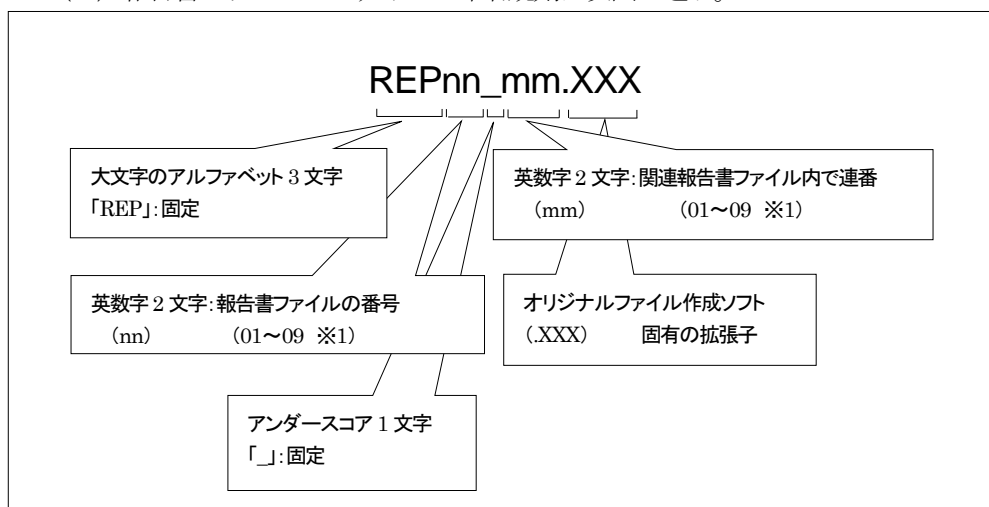 REPnn_mm.XXX
大文字のアルファベット 3 文字
「REP」:固定
英数字 2 文字:関連報告書ファイル内で連番
(mm) (01~09 ※1)
英数字 2 文字:報告書ファイルの番号
(nn) (01~09 ※1)
オリジナルファイル作成ソフト
(.XXX) 固有の拡張子
アンダースコア 1 文字
「_」:固定